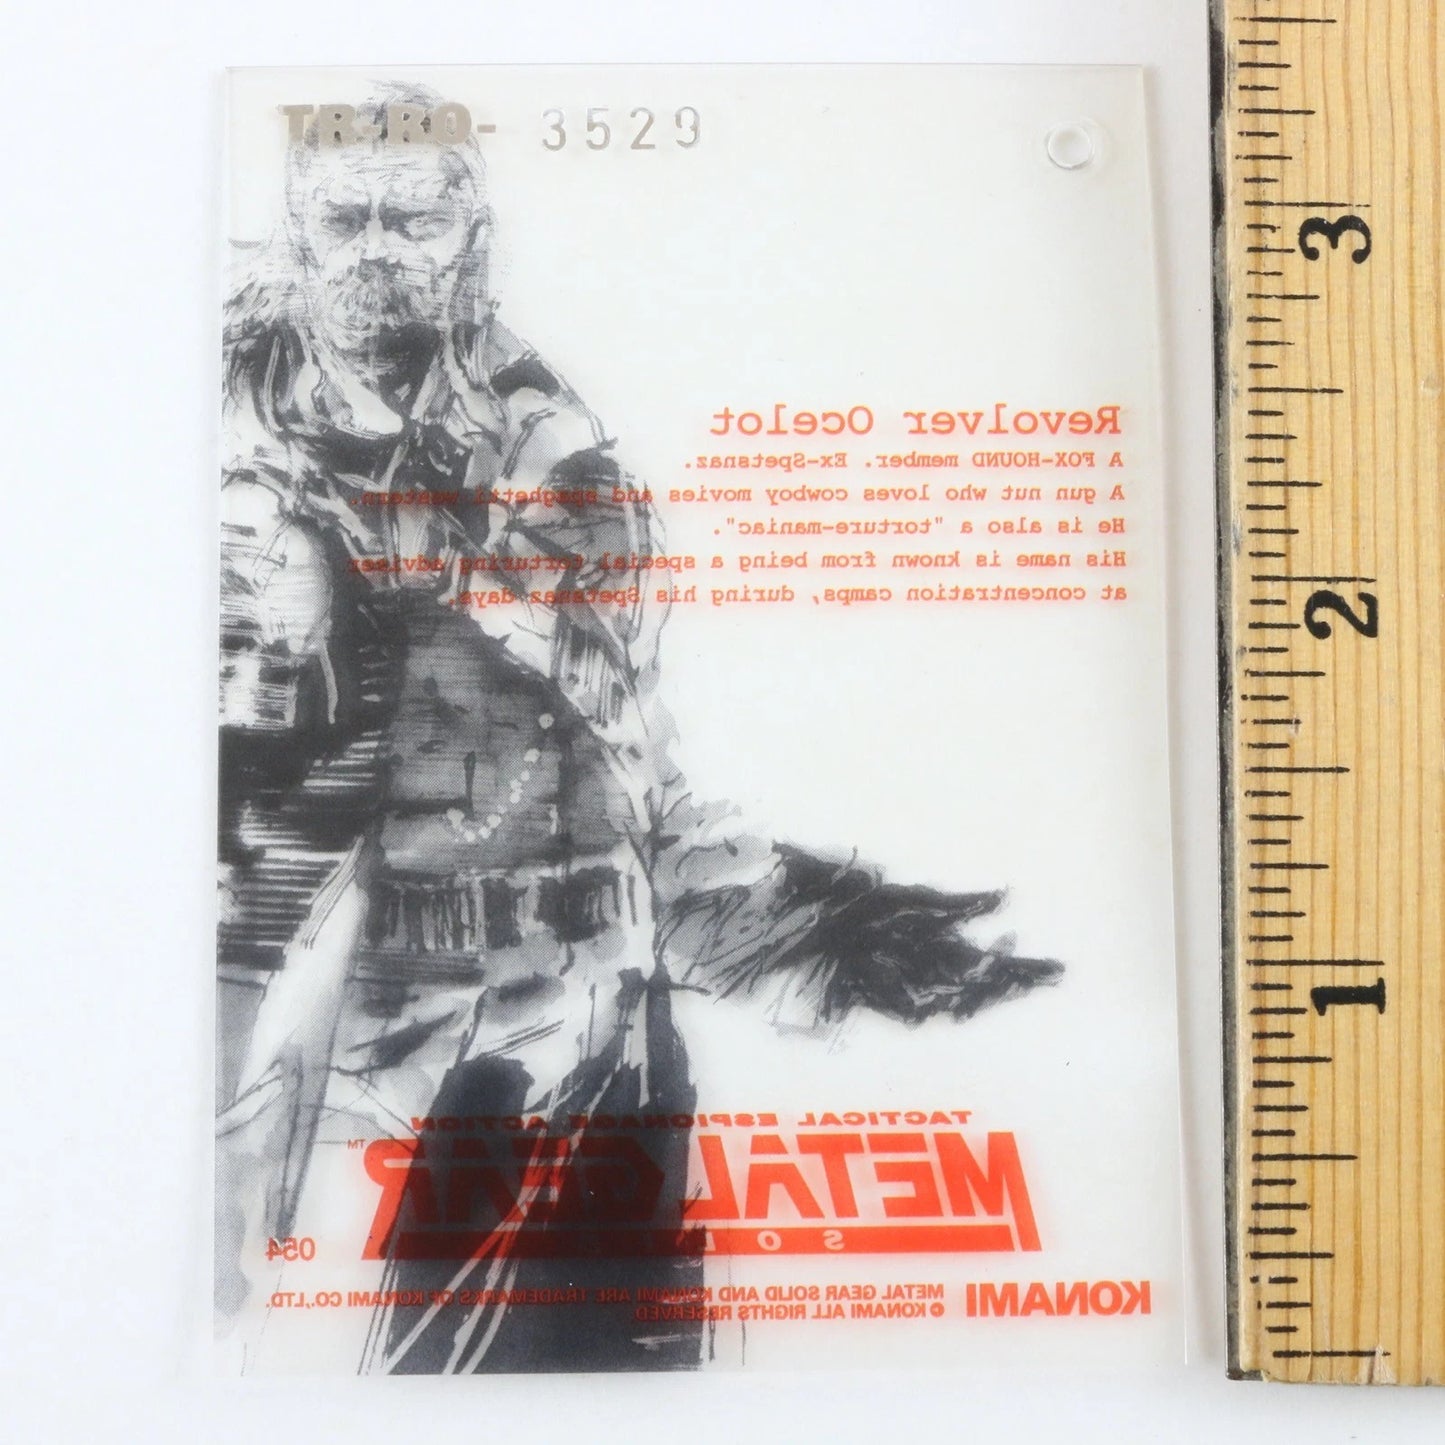 TR-RO- 3529
Revolver Ocelot
A FOX-HOUND member. Ex-Spetsnaz.
A gun nut who loves cowboy movies and spaghetti western.
He is also a "torture-maniac".
His name is known from being a special torturing adviser
at concentration camps, during his Spetsnaz days.
TACTICAL ESPIONAGE ACTION
METAL GEAR™
SOL
054
KONAMI
METAL GEAR SOLID AND KONAMI ARE TRADEMARKS OF KONAMI CO.,LTD.
© KONAMI ALL RIGHTS RESERVED
3
2
1